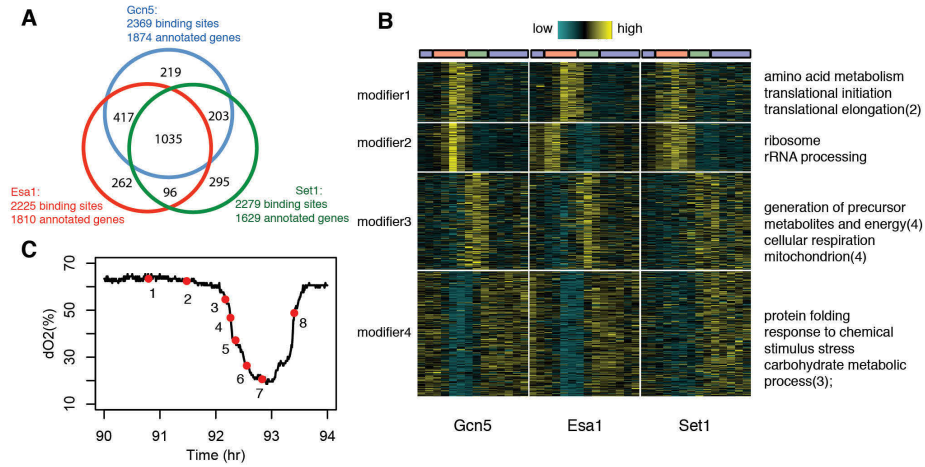 A
Gcn5:
2369 binding sites
1874 annotated genes
219
417
203
1035
262
96
295
Esa1:
2225 binding sites
1810 annotated genes
Set1:
2279 binding sites
1629 annotated genes
B
low
high
modifier1
amino acid metabolism
translational initiation
translational elongation(2)
modifier2
ribosome
rRNA processing
modifier3
generation of precursor
metabolites and energy(4)
cellular respiration
mitochondrion(4)
modifier4
protein folding
response to chemical
stimulus stress
carbohydrate metabolic
process(3);
Gcn5
Esa1
Set1
C
dO2(%)
70
50
30
10
1
2
3
4
5
6
7
8
90
91
92
93
94
Time (hr)